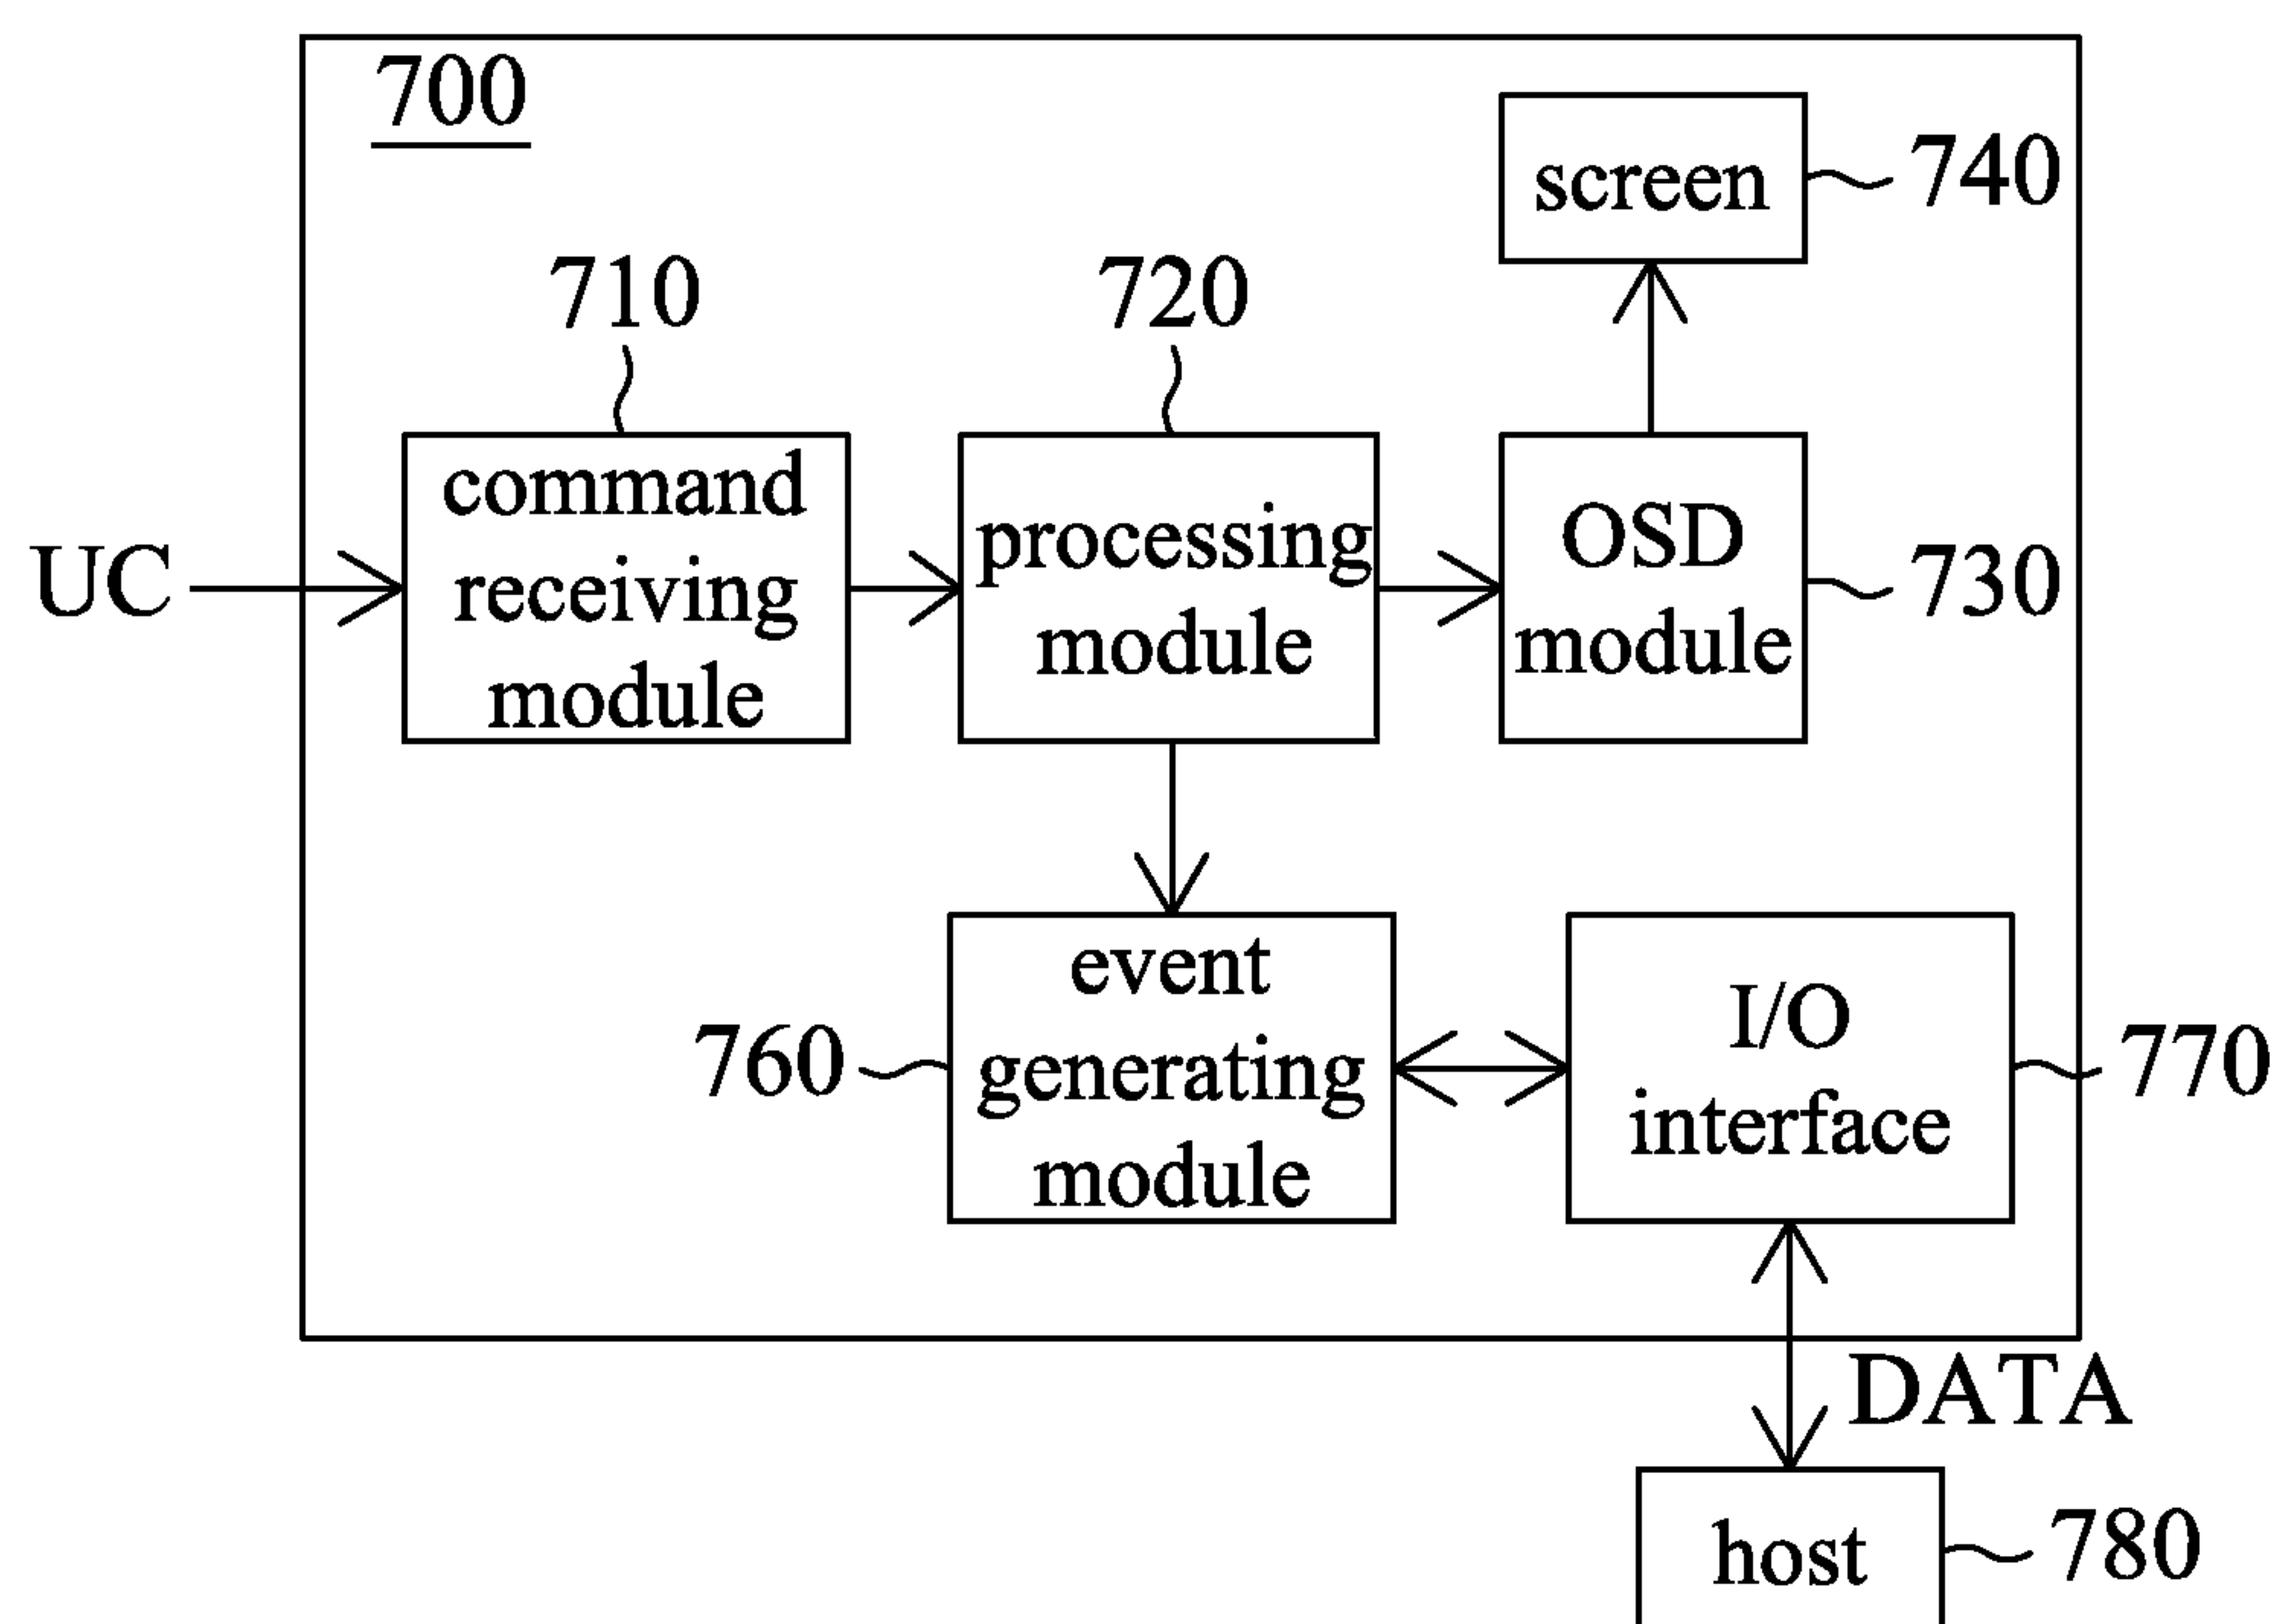 700
screen
740
710
720
command
receiving
module
processing
module
OSD
module
730
UC
event
generating
module
760
I/O
interface
770
DATA
host
780